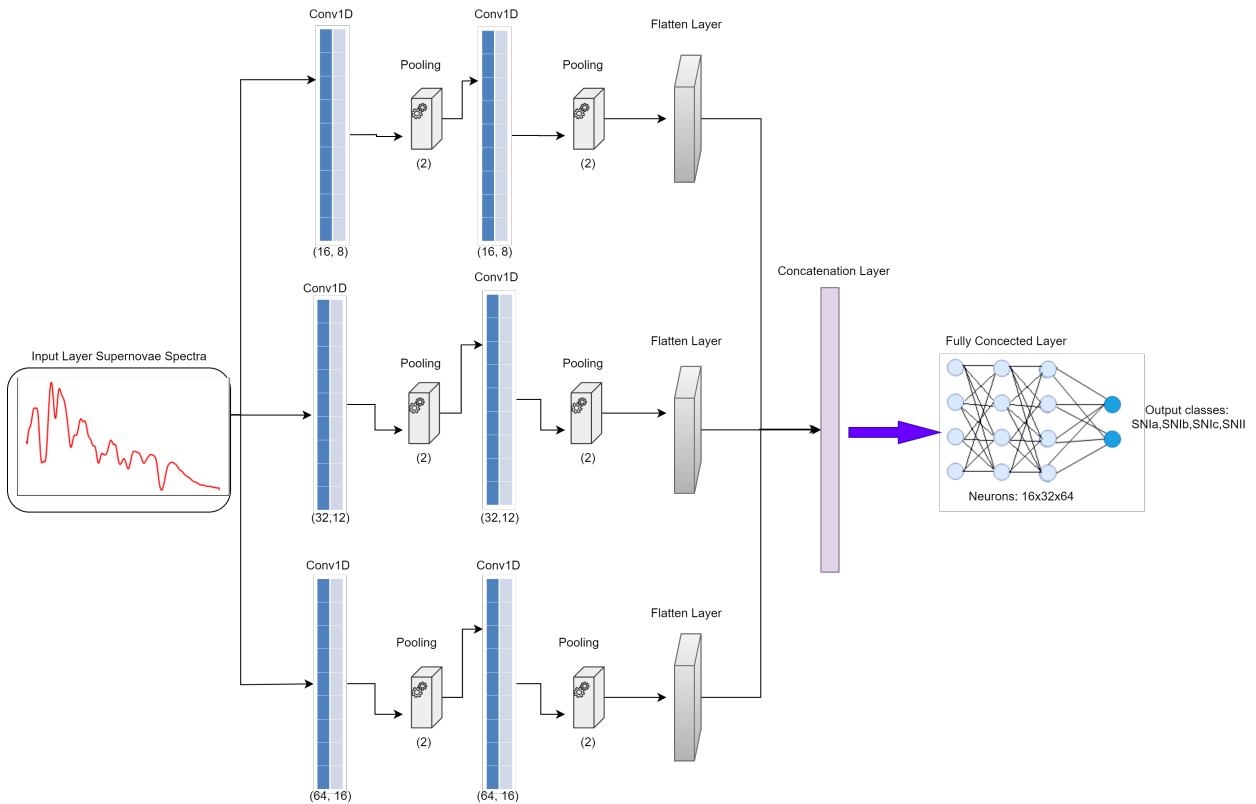 Conv1D
Conv1D
Flatten Layer
Pooling
Pooling
(2)
(2)
(16, 8)
(16, 8)
Conv1D
Conv1D
Concatenation Layer
Input Layer Supernovae Spectra
Pooling
Pooling
Flatten Layer
Fully Concected Layer
Output classes:
SNIa,SNIb,SNIc,SNII
(2)
(2)
Neurons: 16x32x64
(32,12)
(32,12)
Conv1D
Conv1D
Flatten Layer
Pooling
Pooling
(2)
(2)
(64, 16)
(64, 16)